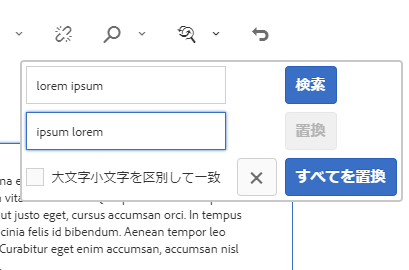 lorem ipsum
検索
ipsum lorem
置換
大文字小文字を区別して一致
すべてを置換
ut justo eget, cursus accumsan orci. In tempus
cinia felis id bibendum. Aenean tempor leo
Curabitur eget enim accumsan, accumsan nisl